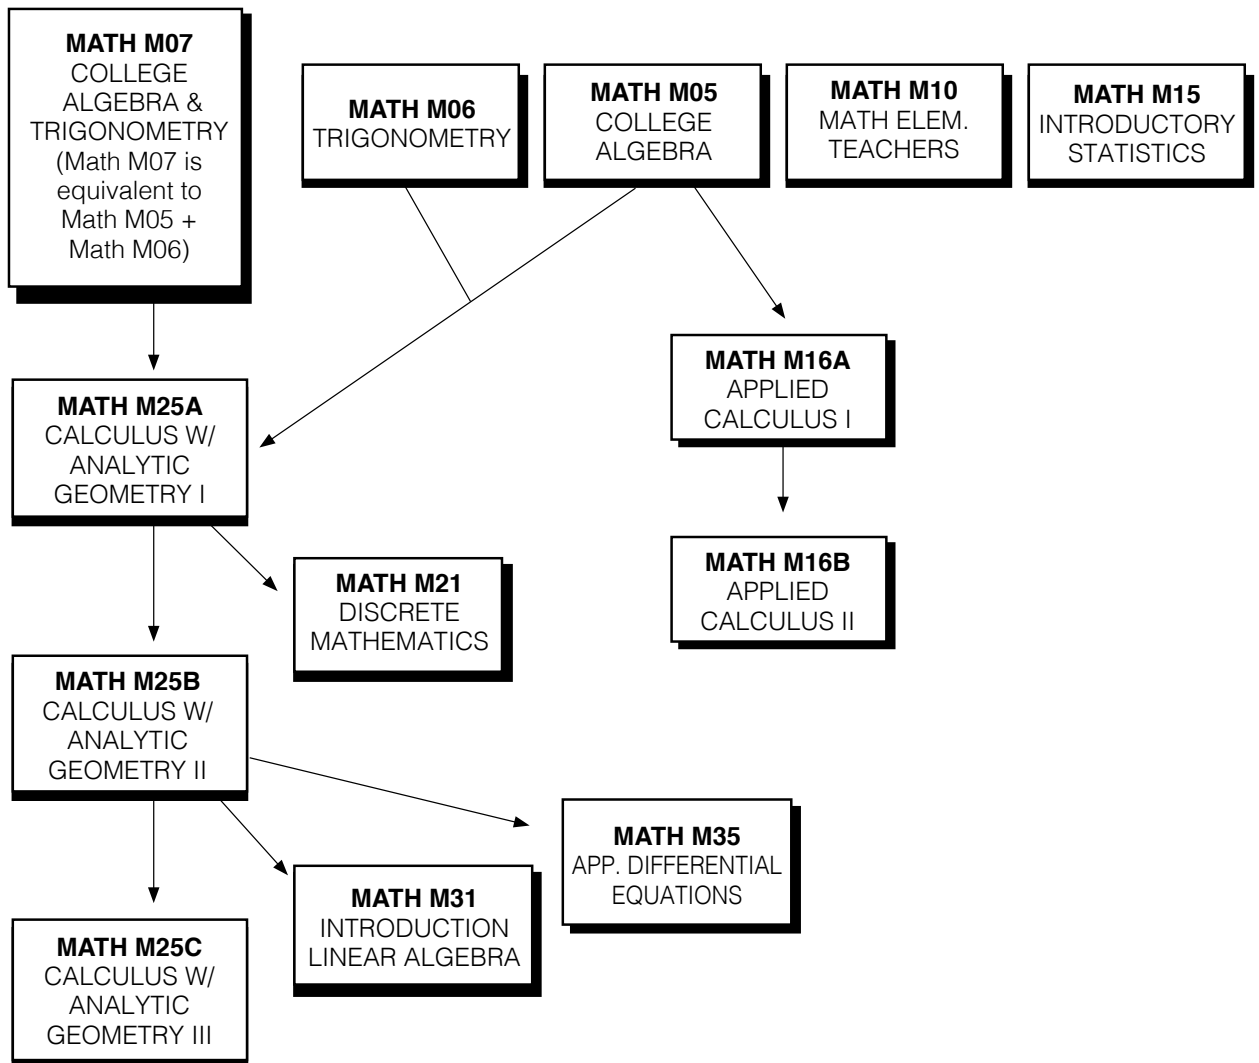 MATH M07
COLLEGE
ALGEBRA &
TRIGONOMETRY
(Math M07 is
equivalent to
Math M05 +
Math M06)
MATH M06
TRIGONOMETRY
MATH M05
COLLEGE
ALGEBRA
MATH M10
MATH ELEM.
TEACHERS
MATH M15
INTRODUCTORY
STATISTICS
MATH M16A
APPLIED
CALCULUS I
MATH M25A
CALCULUS W/
ANALYTIC
GEOMETRY I
MATH M16B
APPLIED
CALCULUS II
MATH M21
DISCRETE
MATHEMATICS
MATH M25B
CALCULUS W/
ANALYTIC
GEOMETRY II
MATH M35
APP. DIFFERENTIAL
EQUATIONS
MATH M31
INTRODUCTION
LINEAR ALGEBRA
MATH M25C
CALCULUS W/
ANALYTIC
GEOMETRY III